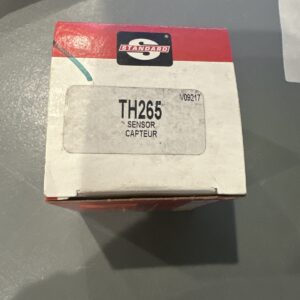 S
STANDARD
V09217
TH265
SENSOR
CAPTEUR